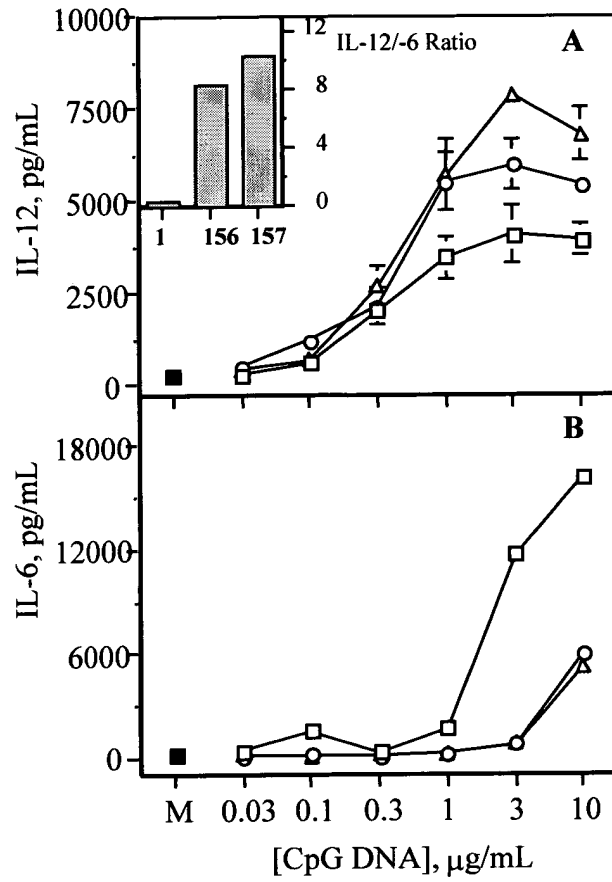 10000
7500
5000
2500
0
IL-12, pg/mL
12
8
4
0
IL-12/-6 Ratio
1 156 157
A
B
18000
12000
6000
0
IL-6, pg/mL
M 0.03 0.1 0.3 1 3 10
[CpG DNA], μg/mL